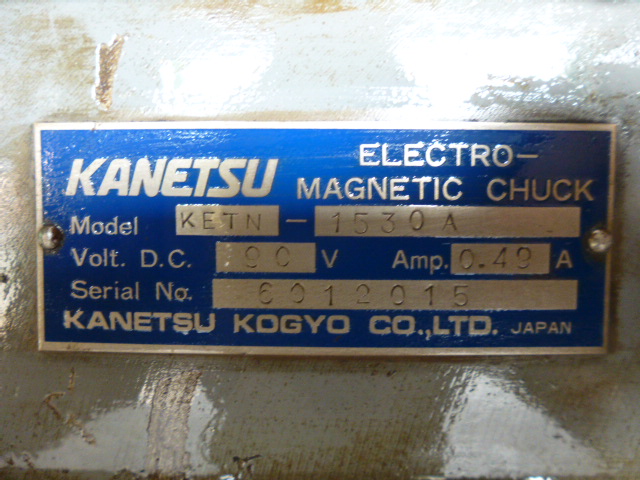 KANETSU
ELECTRO-
MAGNETIC CHUCK
Model KETN - 1530A
Volt. D.C. 90 V Amp. 0.49 A
Serial No. 6012015
KANETSU KOGYO CO.,LTD. JAPAN